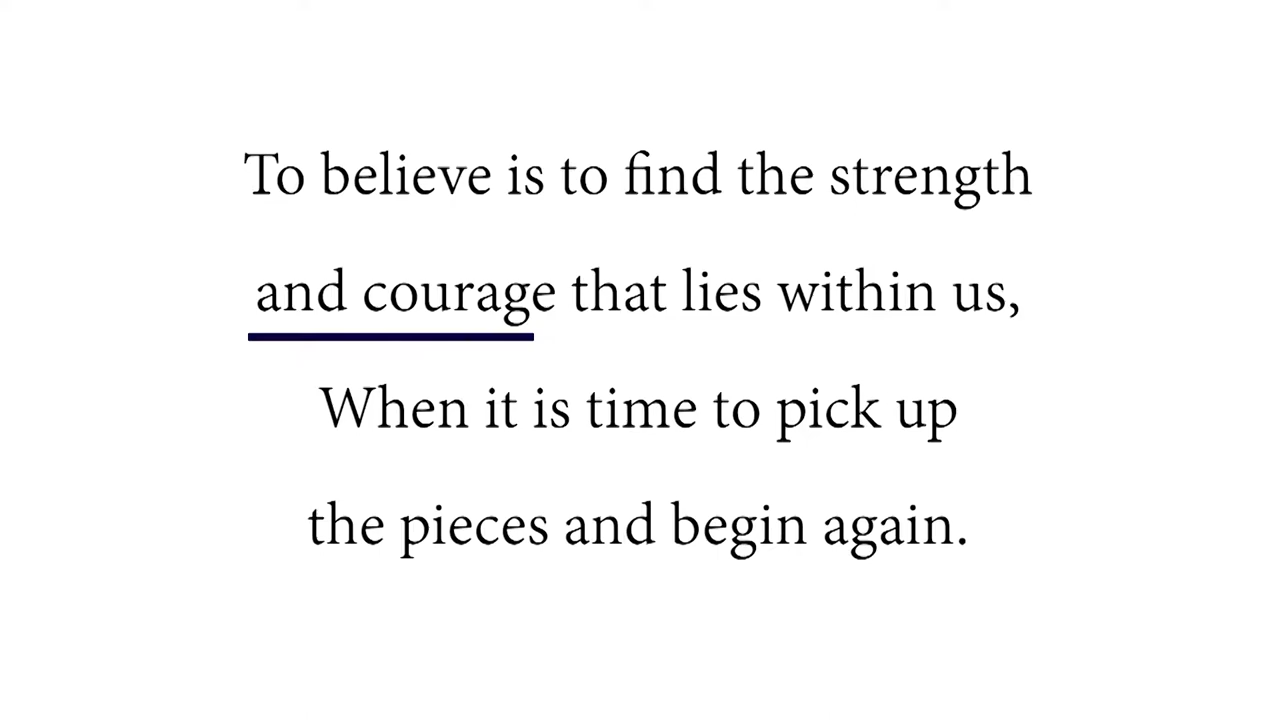 To believe is to find the strength
and courage that lies within us,
When it is time to pick up
the pieces and begin again.